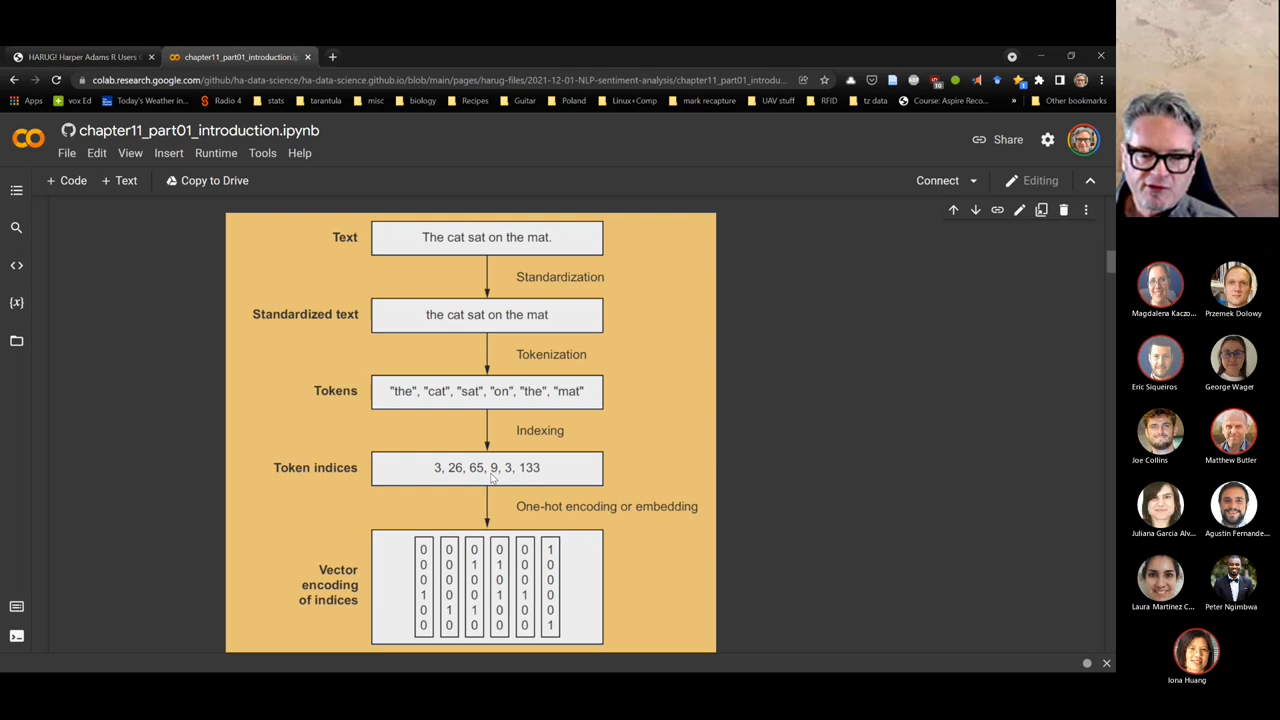 HARUG! Harper Adams R Users
chapter11_part01_introduction.ip
colab.research.google.com/github/ha-data-science/ha-data-science.github.io/blob/main/pages/harug-files/2021-12-01-NLP-sentiment-analysis/chapter11_part01_introdu...
Apps vox Ed Today's Weather in... Radio 4 stats tarantula misc biology Recipes Guitar Poland Linux+Comp mark recapture UAV stuff RFID tz data Course: Aspire Reco... » Other bookmarks
chapter11_part01_introduction.ipynb
File Edit View Insert Runtime Tools Help
Share
+ Code + Text Copy to Drive
Connect Editing
Text The cat sat on the mat.
Standardization
Standardized text the cat sat on the mat
Tokenization
Tokens "the", "cat", "sat", "on", "the", "mat"
Indexing
Token indices 3, 26, 65, 9, 3, 133
One-hot encoding or embedding
Vector
encoding
of indices
0 0 0 0 0 1
0 0 1 1 0 0
0 0 0 0 0 0
1 0 0 1 1 0
0 1 1 0 0 0
0 0 0 0 0 1
Magdalena Kaczo... Przemek Dolowy
Eric Siqueiros George Wager
Joe Collins Matthew Butler
Juliana Garcia Alv... Agustin Fernande...
Laura Martinez C... Peter Ngimbwa
Iona Huang